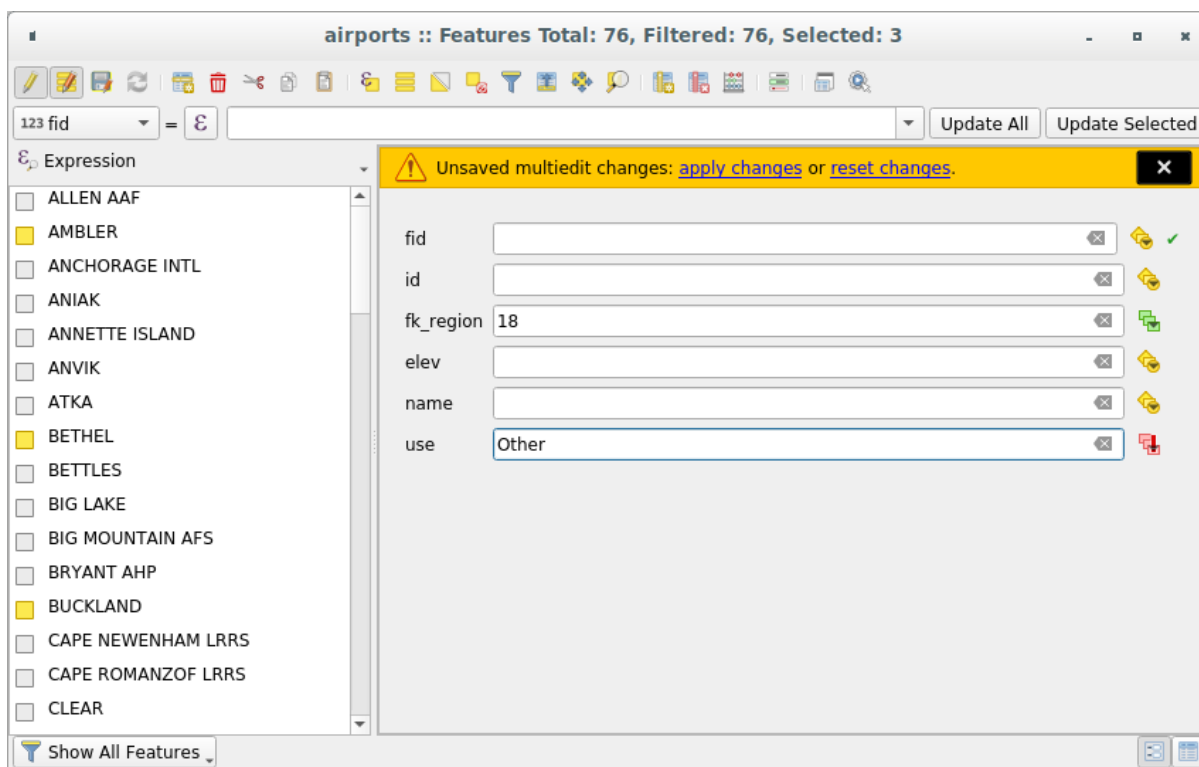 airports :: Features Total: 76, Filtered: 76, Selected: 3
123 fid = ε Update All Update Selected
ε Expression
Unsaved multiedit changes: apply changes or reset changes.
ALLEN AAF
AMBLER
ANCHORAGE INTL
ANIAK
ANNETTE ISLAND
ANVIK
ATKA
BETHEL
BETTLES
BIG LAKE
BIG MOUNTAIN AFS
BRYANT AHP
BUCKLAND
CAPE NEWENHAM LRRS
CAPE ROMANZOF LRRS
CLEAR
fid
id
fk_region 18
elev
name
use Other
Show All Features